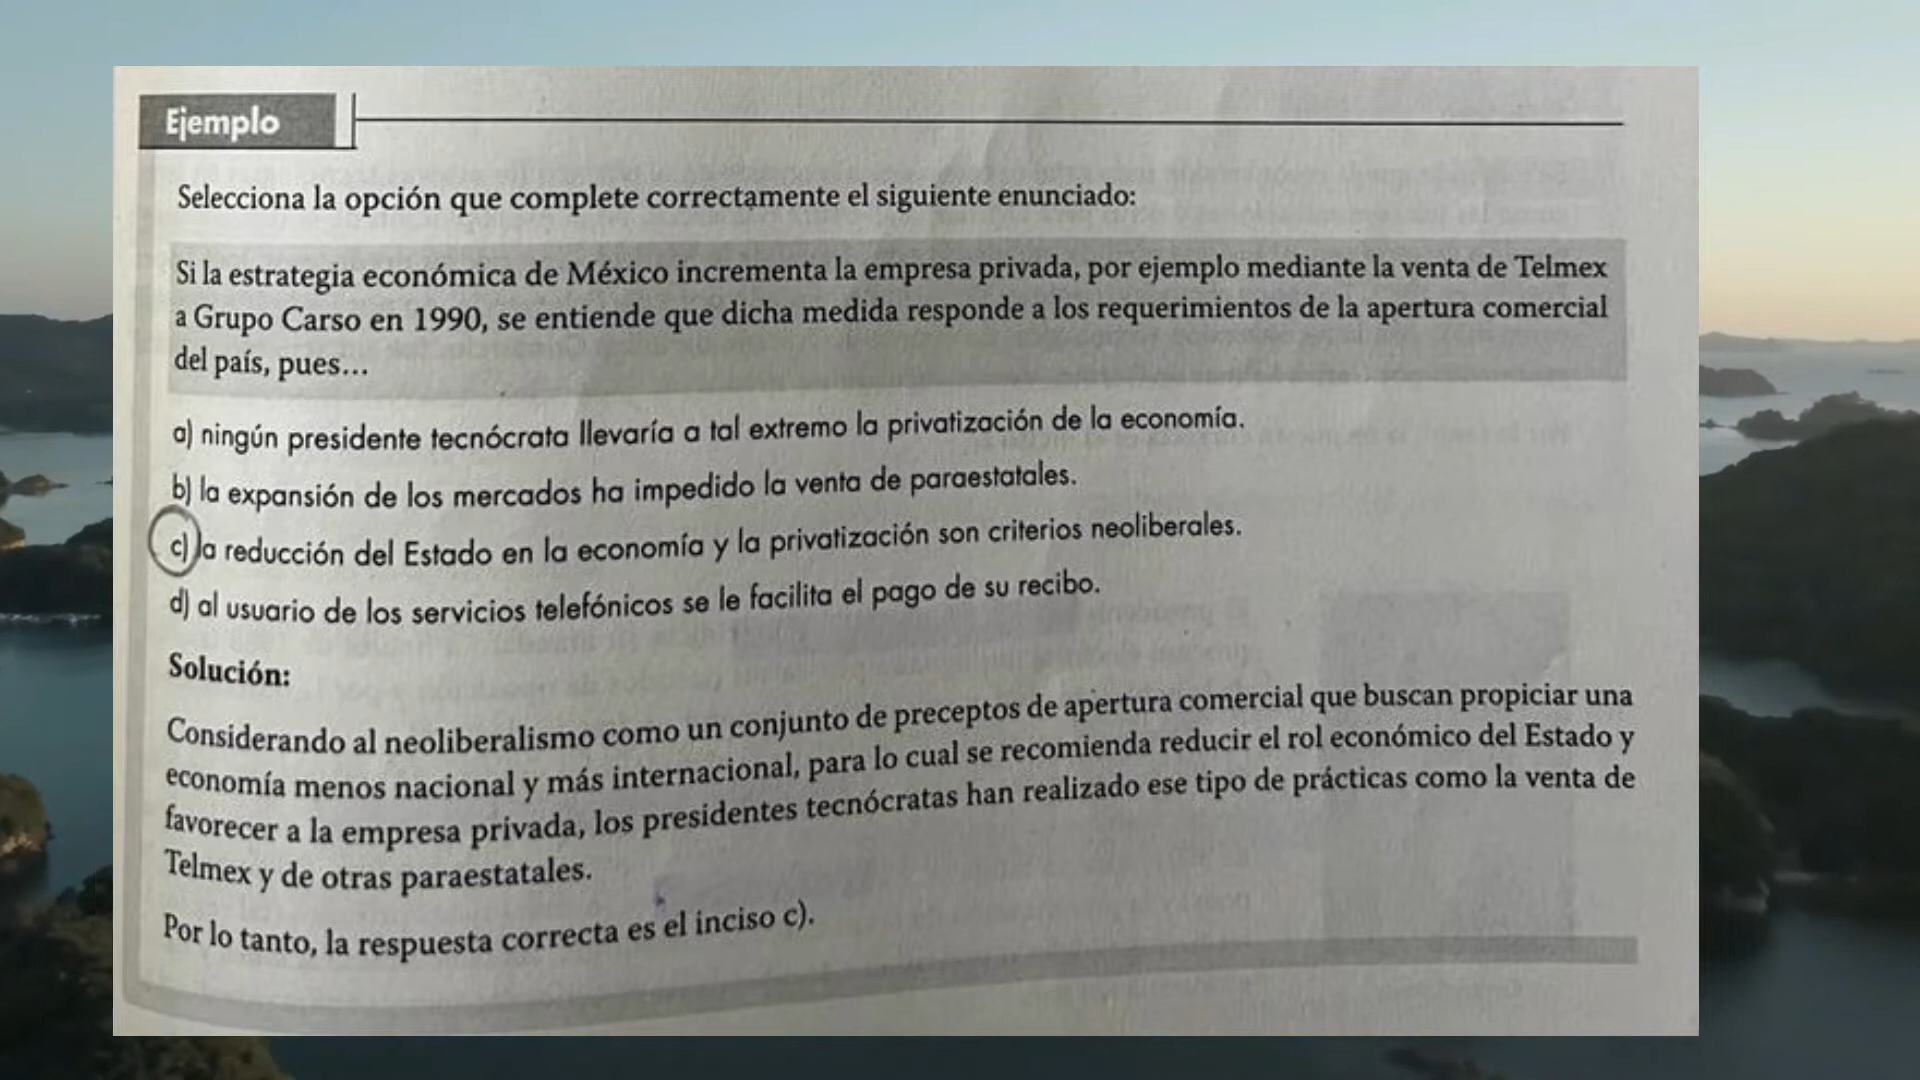 Ejemplo
Selecciona la opción que complete correctamente el siguiente enunciado:
Si la estrategia económica de México incrementa la empresa privada, por ejemplo mediante la venta de Telmex
a Grupo Carso en 1990, se entiende que dicha medida responde a los requerimientos de la apertura comercial
del país, pues...
a) ningún presidente tecnócrata llevaría a tal extremo la privatización de la economía.
b) la expansión de los mercados ha impedido la venta de paraestatales.
c) la reducción del Estado en la economía y la privatización son criterios neoliberales.
d) al usuario de los servicios telefónicos se le facilita el pago de su recibo.
Solución:
Considerando al neoliberalismo como un conjunto de preceptos de apertura comercial que buscan propiciar una
economía menos nacional y más internacional, para lo cual se recomienda reducir el rol económico del Estado y
favorecer a la empresa privada, los presidentes tecnócratas han realizado ese tipo de prácticas como la venta de
Telmex y de otras paraestatales.
Por lo tanto, la respuesta correcta es el inciso c).